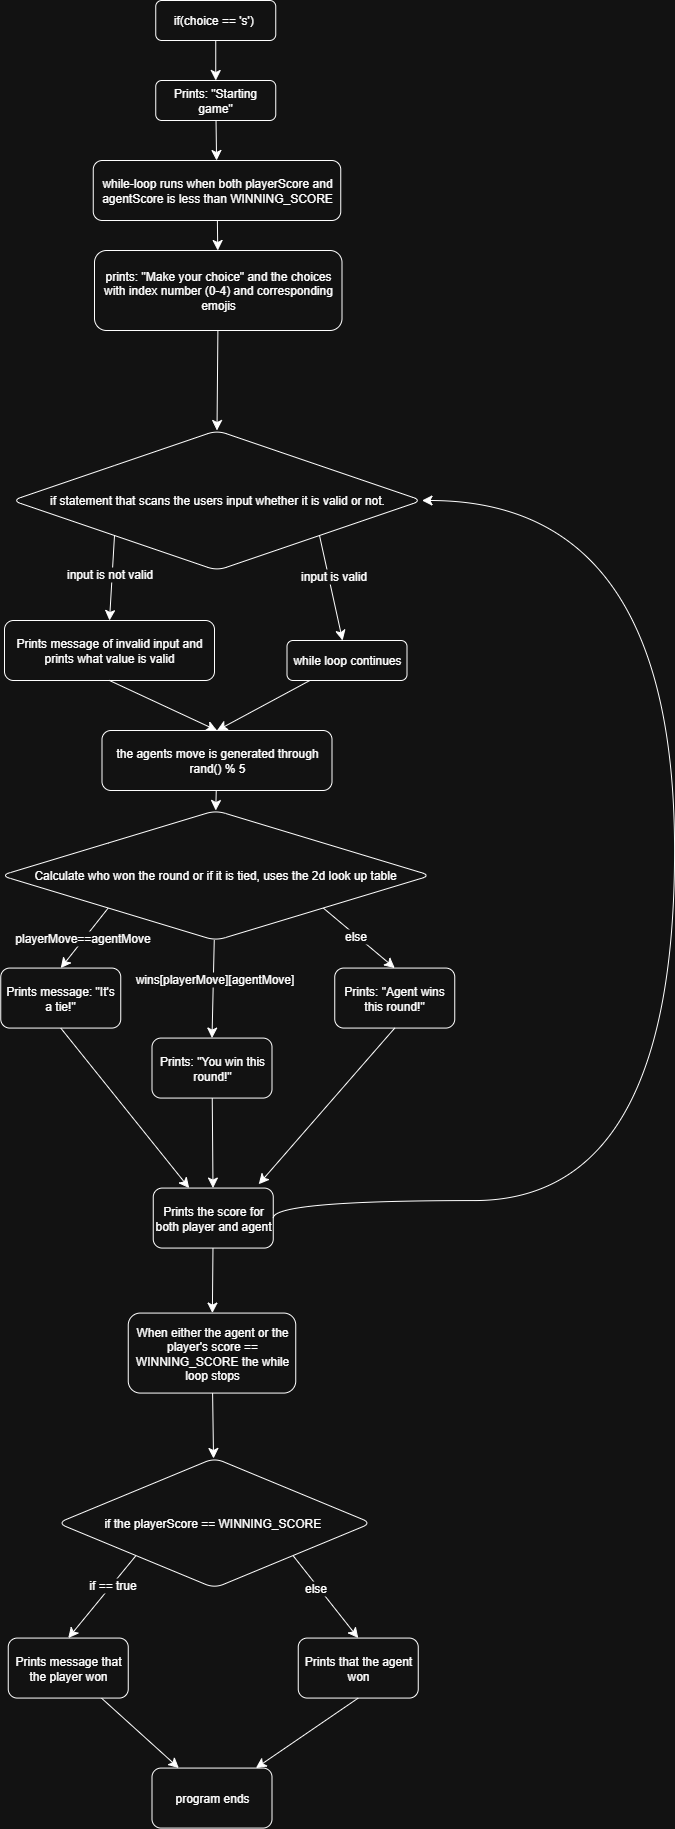 if(choice == 's')
Prints: "Starting
game"
while-loop runs when both playerScore and
agentScore is less than WINNING_SCORE
prints: "Make your choice" and the choices
with index number (0-4) and corresponding
emojis
if statement that scans the users input whether it is valid or not.
input is not valid
input is valid
Prints message of invalid input and
prints what value is valid
while loop continues
the agents move is generated through
rand() % 5
Calculate who won the round or if it is tied, uses the 2d look up table
playerMove==agentMove
else
wins[playerMove][agentMove]
Prints message: "It's
a tie!"
Prints: "Agent wins
this round!"
Prints: "You win this
round!"
Prints the score for
both player and agent
When either the agent or the
player's score ==
WINNING_SCORE the while
loop stops
if the playerScore == WINNING_SCORE
if == true
else
Prints message that
the player won
Prints that the agent
won
program ends